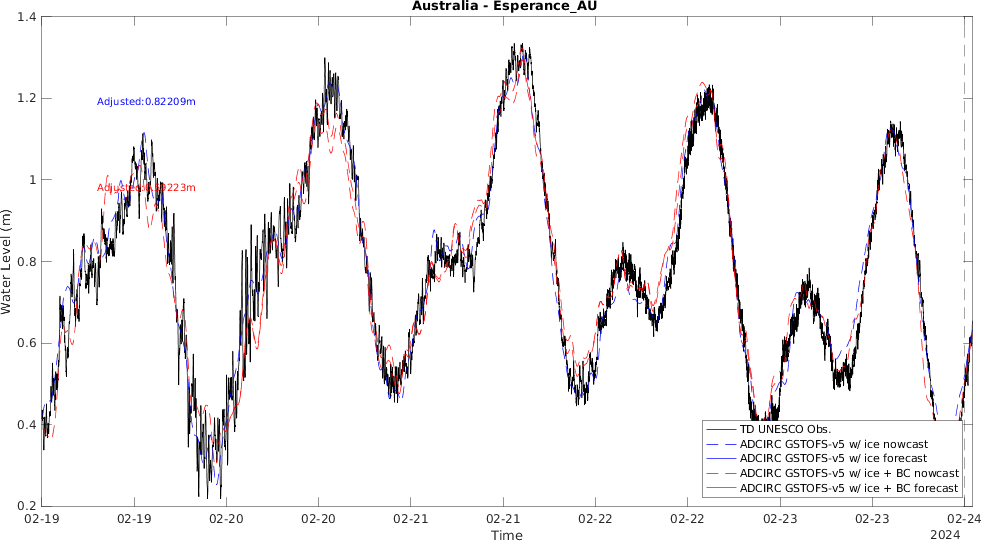 Australia - Esperance_AU
1.4
1.2
1
0.8
0.6
0.4
0.2
Water Level (m)
Adjusted:0.82209m
TD UNESCO Obs.
ADCIRC GSTOFS-v5 w/ ice nowcast
ADCIRC GSTOFS-v5 w/ ice forecast
ADCIRC GSTOFS-v5 w/ ice + BC nowcast
ADCIRC GSTOFS-v5 w/ ice + BC forecast
02-19 02-19 02-20 02-20 02-21 02-21 02-22 02-22 02-23 02-23 02-24
Time
2024